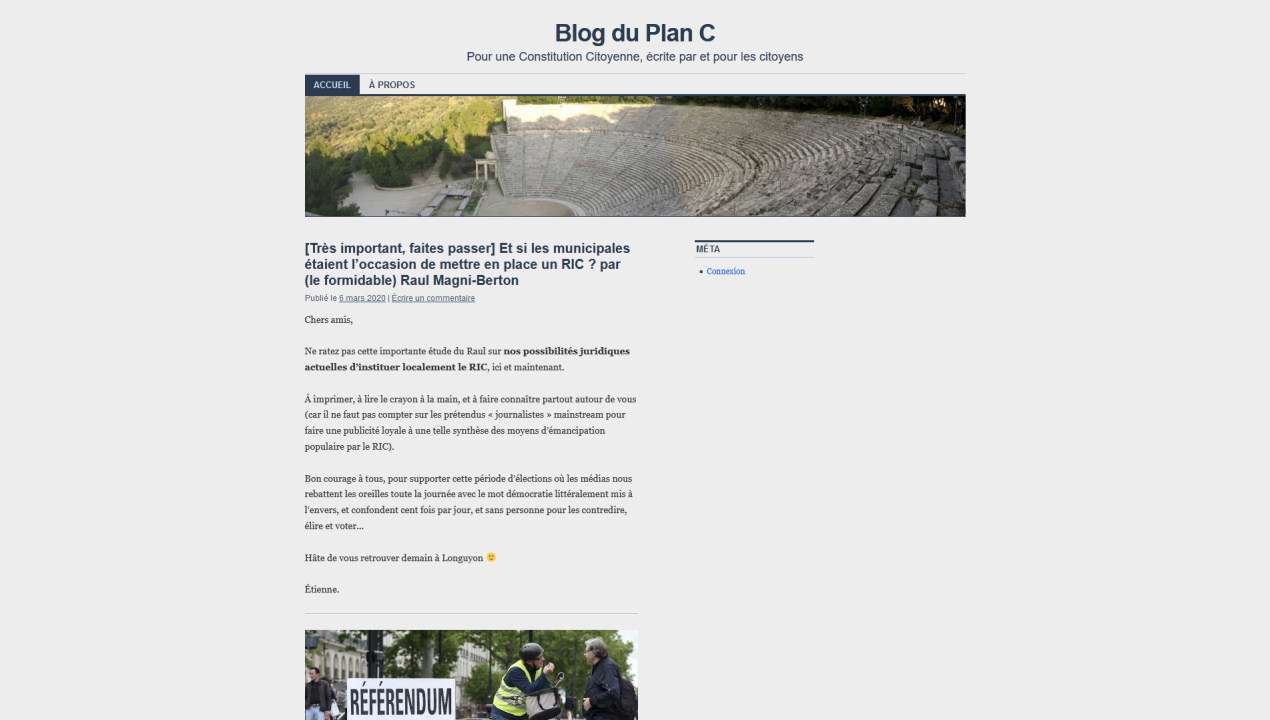 Blog du Plan C
Pour une Constitution Citoyenne, écrite par et pour les citoyens
ACCUEIL À PROPOS
[Très important, faites passer] Et si les municipales
étaient l'occasion de mettre en place un RIC ? par
(le formidable) Raul Magni-Berton
Publié le 6 mars 2020 | Écrire un commentaire
Chers amis,
Ne ratez pas cette importante étude du Raul sur nos possibilités juridiques
actuelles d'instituer localement le RIC, ici et maintenant.
À imprimer, à lire le crayon à la main, et à faire connaître partout autour de vous
(car il ne faut pas compter sur les prétendus « journalistes » mainstream pour
faire une publicité loyale à une telle synthèse des moyens d'émancipation
populaire par le RIC).
Bon courage à tous, pour supporter cette période d'élections où les médias nous
rebattent les oreilles toute la journée avec le mot démocratie littéralement mis à
l'envers, et confondent cent fois par jour, et sans personne pour les contredire,
élire et voter…
Hâte de vous retrouver demain à Longuyon 🙂
Étienne.
RÉFÉRENDUM
MÉTA
Connexion